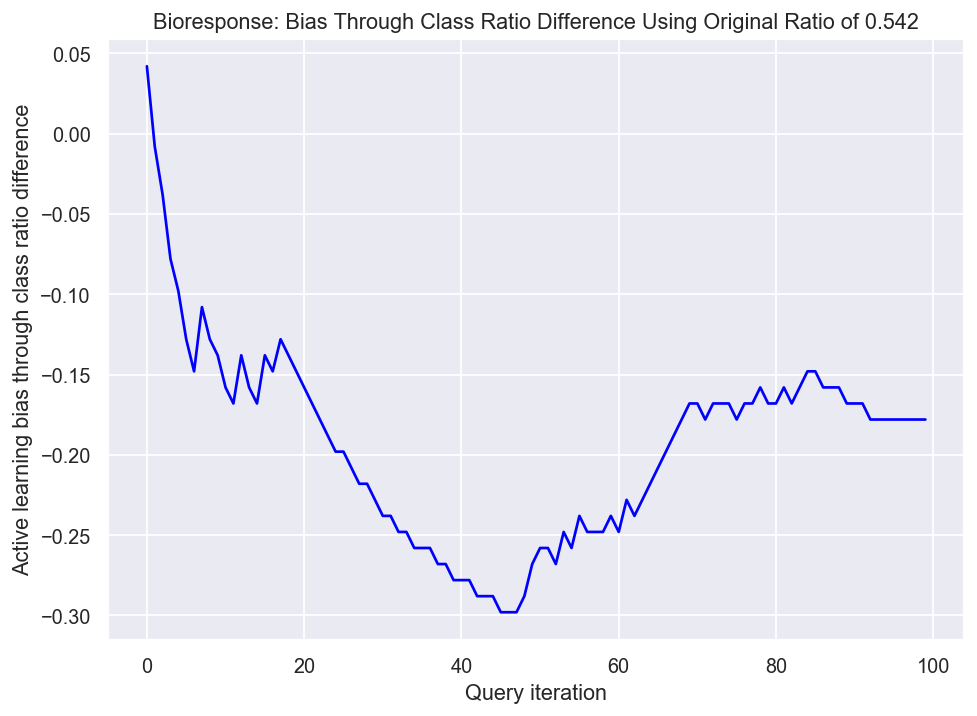 Bioresponse: Bias Through Class Ratio Difference Using Original Ratio of 0.542
Active learning bias through class ratio difference
0.05
0.00
−0.05
−0.10
−0.15
−0.20
−0.25
−0.30
0 20 40 60 80 100
Query iteration